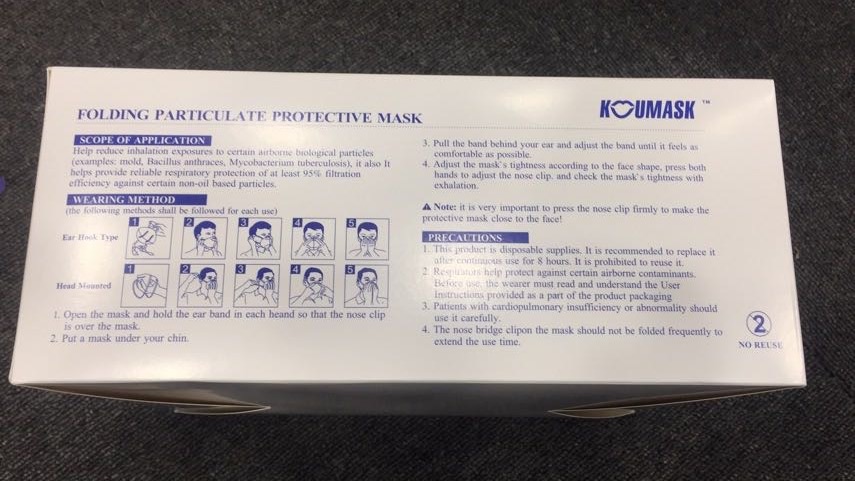 FOLDING PARTICULATE PROTECTIVE MASK
KOUMASK ™
SCOPE OF APPLICATION
Help reduce inhalation exposures to certain airborne biological particles
(examples: mold, Bacillus anthraces, Mycobacterium tuberculosis), it also It
helps provide reliable respiratory protection of at least 95% filtration
efficiency against certain non-oil based particles.
WEARING METHOD
(the following methods shall be followed for each use)
Ear Hook Type
1 2 3 4 5
Head Mounted
1 2 3 4 5
1. Open the mask and hold the ear band in each heand so that the nose clip
is over the mask.
2. Put a mask under your chin.
3. Pull the band behind your ear and adjust the band until it feels as
comfortable as possible.
4. Adjust the mask's tightness according to the face shape, press both
hands to adjust the nose clip, and check the mask's tightness with
exhalation.
Note: it is very important to press the nose clip firmly to make the
protective mask close to the face!
PRECAUTIONS
1. This product is disposable supplies. It is recommended to replace it
after continuous use for 8 hours. It is prohibited to reuse it.
2. Respirators help protect against certain airborne contaminants.
Before use, the wearer must read and understand the User
Instructions provided as a part of the product packaging
3. Patients with cardiopulmonary insufficiency or abnormality should
use it carefully.
4. The nose bridge clipon the mask should not be folded frequently to
extend the use time.
2
NO REUSE